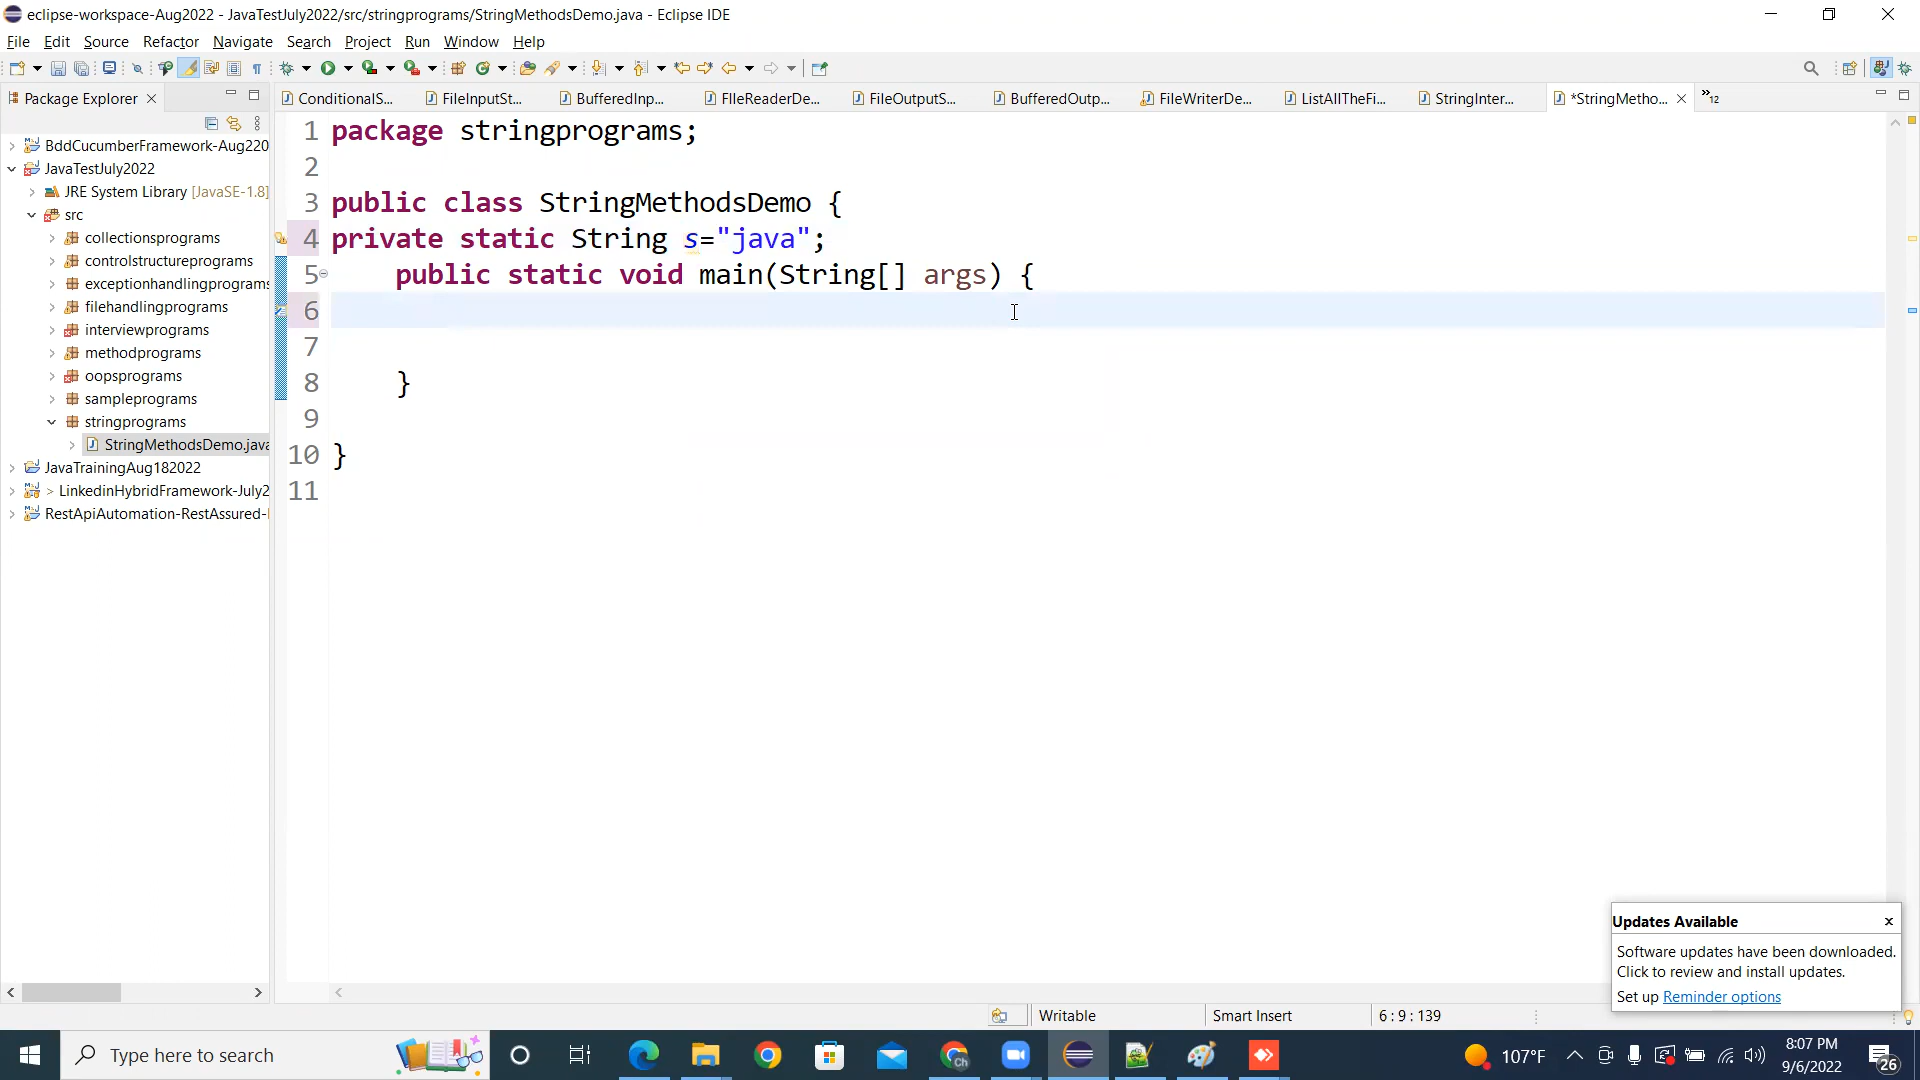 eclipse-workspace-Aug2022 - JavaTestJuly2022/src/stringprograms/StringMethodsDemo.java - Eclipse IDE
File Edit Source Refactor Navigate Search Project Run Window Help
Package Explorer
ConditionalS... FileInputSt... BufferedInp... FIleReaderDe... FileOutputS... BufferedOutp... FileWriterDe... ListAllTheFi... StringInter... *StringMetho... »12
BddCucumberFramework-Aug220
JavaTestJuly2022
JRE System Library [JavaSE-1.8]
src
collectionsprograms
controlstructureprograms
exceptionhandlingprograms
filehandlingprograms
interviewprograms
methodprograms
oopsprograms
sampleprograms
stringprograms
StringMethodsDemo.java
JavaTrainingAug182022
> LinkedinHybridFramework-July2
RestApiAutomation-RestAssured-
1 package stringprograms;
2
3 public class StringMethodsDemo {
4 private static String s="java";
5 public static void main(String[] args) {
6
7
8 }
9
10 }
11
Updates Available
Software updates have been downloaded.
Click to review and install updates.
Set up Reminder options
Writable Smart Insert 6 : 9 : 139
Type here to search
107°F
8:07 PM
9/6/2022
26